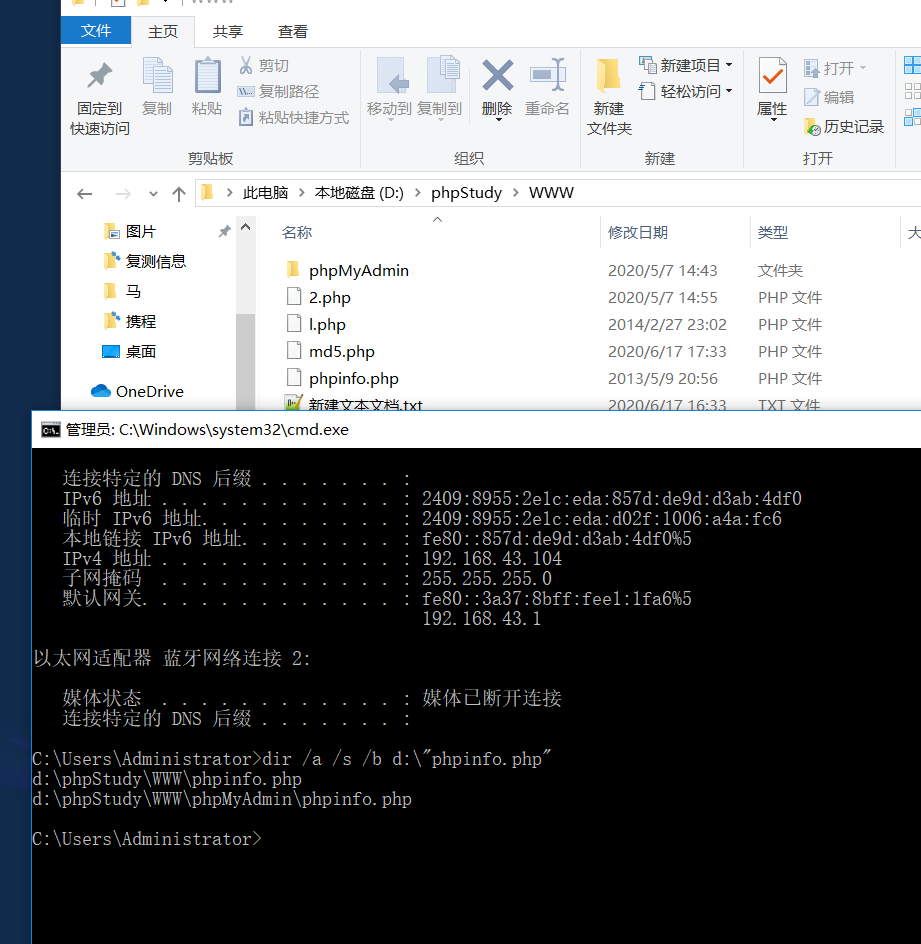 文件 主页 共享 查看
固定到 快速访问 复制 粘贴 剪切 复制路径 粘贴快捷方式 移动到 复制到 删除 重命名 新建 文件夹 新建项目 轻松访问 属性 打开 编辑 历史记录
剪贴板 组织 新建 打开
此电脑 > 本地磁盘 (D:) > phpStudy > WWW
图片
复测信息
马
携程
桌面
OneDrive
名称 修改日期 类型 大
phpMyAdmin 2020/5/7 14:43 文件夹
2.php 2020/5/7 14:55 PHP 文件
l.php 2014/2/27 23:02 PHP 文件
md5.php 2020/6/17 17:33 PHP 文件
phpinfo.php 2013/5/9 20:56 PHP 文件
新建文本文档.txt 2020/6/17 16:33 TXT 文件
管理员: C:\Windows\system32\cmd.exe
连接特定的 DNS 后缀 . . . . . . . :
IPv6 地址 . . . . . . . . . . . . : 2409:8955:2e1c:eda:857d:de9d:d3ab:4df0
临时 IPv6 地址. . . . . . . . . . : 2409:8955:2e1c:eda:d02f:1006:a4a:fc6
本地链接 IPv6 地址. . . . . . . . : fe80::857d:de9d:d3ab:4df0%5
IPv4 地址 . . . . . . . . . . . . : 192.168.43.104
子网掩码 . . . . . . . . . . . . : 255.255.255.0
默认网关. . . . . . . . . . . . . : fe80::3a37:8bff:fee1:1fa6%5
192.168.43.1
以太网适配器 蓝牙网络连接 2:
媒体状态 . . . . . . . . . . . . : 媒体已断开连接
连接特定的 DNS 后缀 . . . . . . . :
C:\Users\Administrator>dir /a /s /b d:\"phpinfo.php"
d:\phpStudy\WWW\phpinfo.php
d:\phpStudy\WWW\phpMyAdmin\phpinfo.php
C:\Users\Administrator>